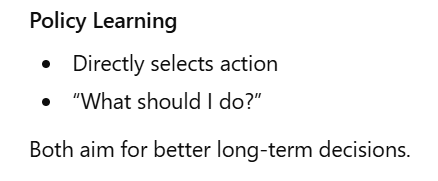 Policy Learning
• Directly selects action
• “What should I do?”
Both aim for better long-term decisions.